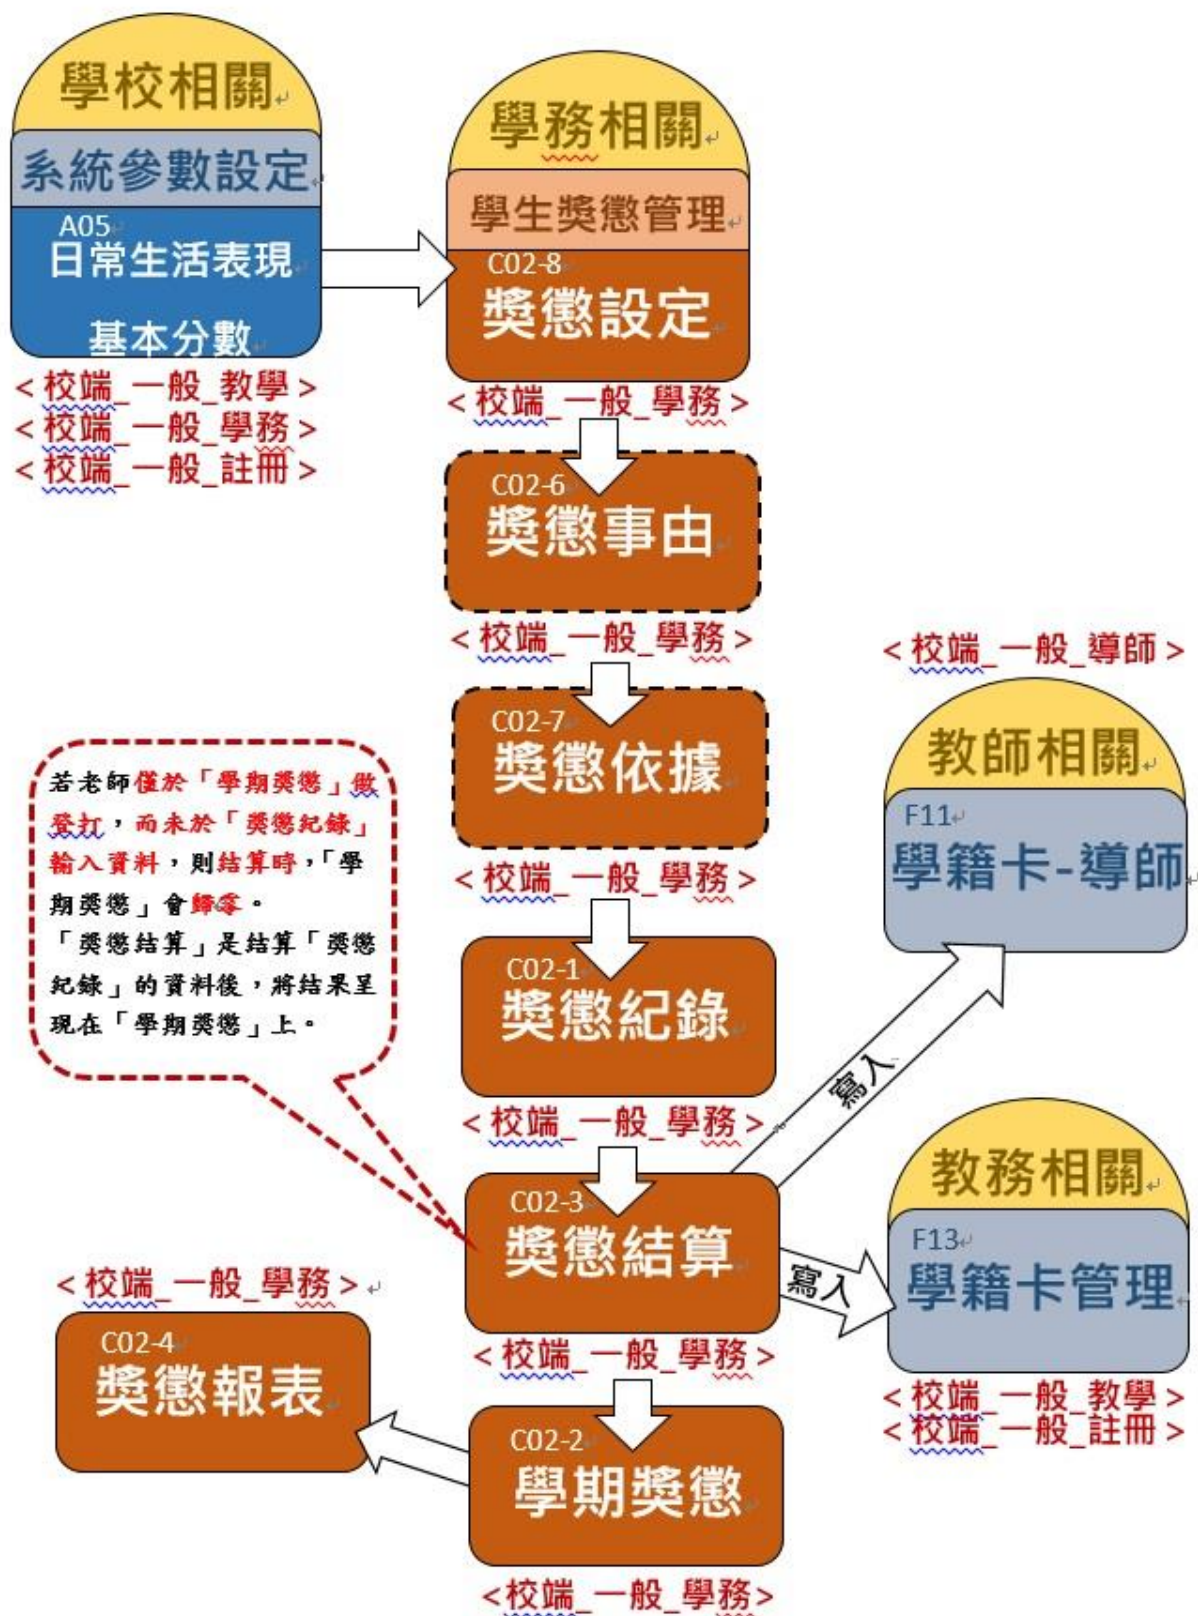 學校相關
系統參數設定
A05
日常生活表現
基本分數
<校端_一般_教學>
<校端_一般_學務>
<校端_一般_註冊>
學務相關
學生獎懲管理
C02-8
獎懲設定
<校端_一般_學務>
C02-6
獎懲事由
<校端_一般_學務>
C02-7
獎懲依據
<校端_一般_學務>
C02-1
獎懲紀錄
<校端_一般_學務>
若老師僅於「學期獎懲」做
登打，而未於「獎懲紀錄」
輸入資料，則結算時，「學
期獎懲」會歸零。
「獎懲結算」是結算「獎懲
紀錄」的資料後，將結果呈
現在「學期獎懲」上。
C02-3
獎懲結算
<校端_一般_學務>
寫入
<校端_一般_導師>
教師相關
F11
學籍卡-導師
寫入
教務相關
F13
學籍卡管理
<校端_一般_教學>
<校端_一般_註冊>
C02-2
學期獎懲
<校端_一般_學務>
<校端_一般_學務>
C02-4
獎懲報表